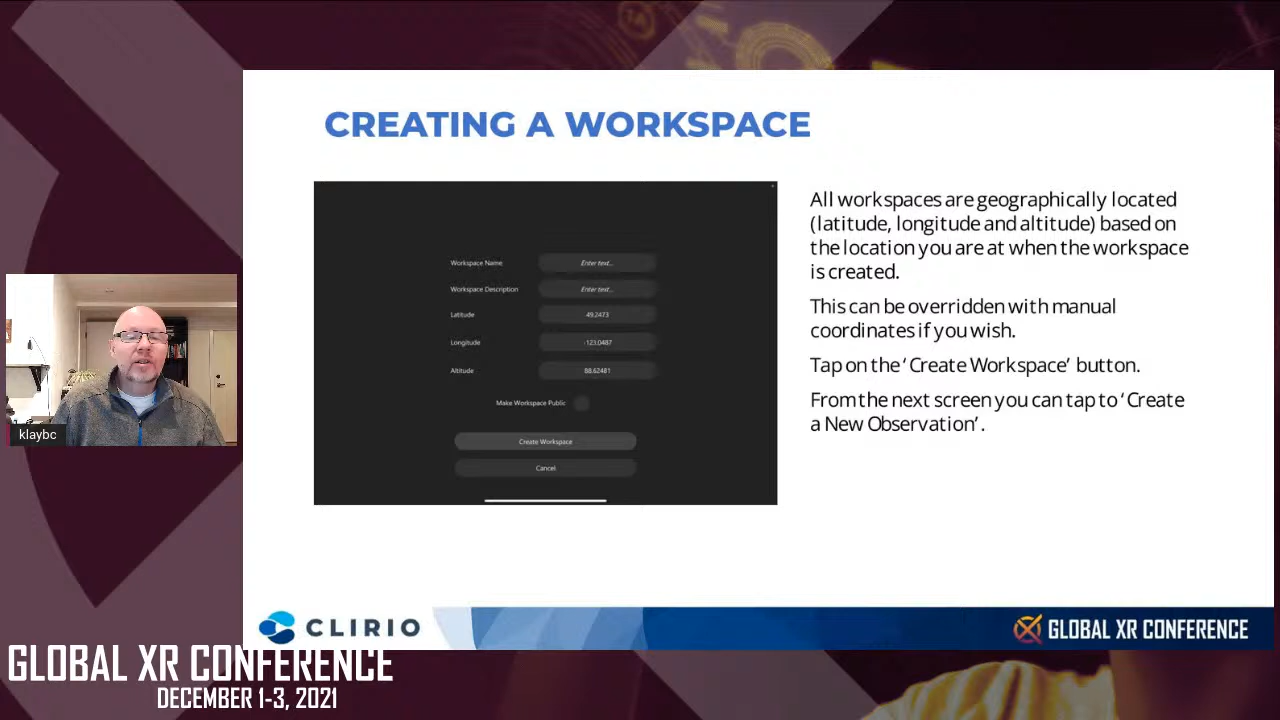 CREATING A WORKSPACE
Workspace Name
Enter text...
Workspace Description
Enter text...
Latitude
49.2473
Longitude
-123.0487
Altitude
88.62481
Make Workspace Public
Create Workspace
Cancel
All workspaces are geographically located
(latitude, longitude and altitude) based on
the location you are at when the workspace
is created.
This can be overridden with manual
coordinates if you wish.
Tap on the ‘Create Workspace’ button.
From the next screen you can tap to ‘Create
a New Observation’.
klaybc
CLIRIO
GLOBAL XR CONFERENCE
GLOBAL XR CONFERENCE
DECEMBER 1-3, 2021